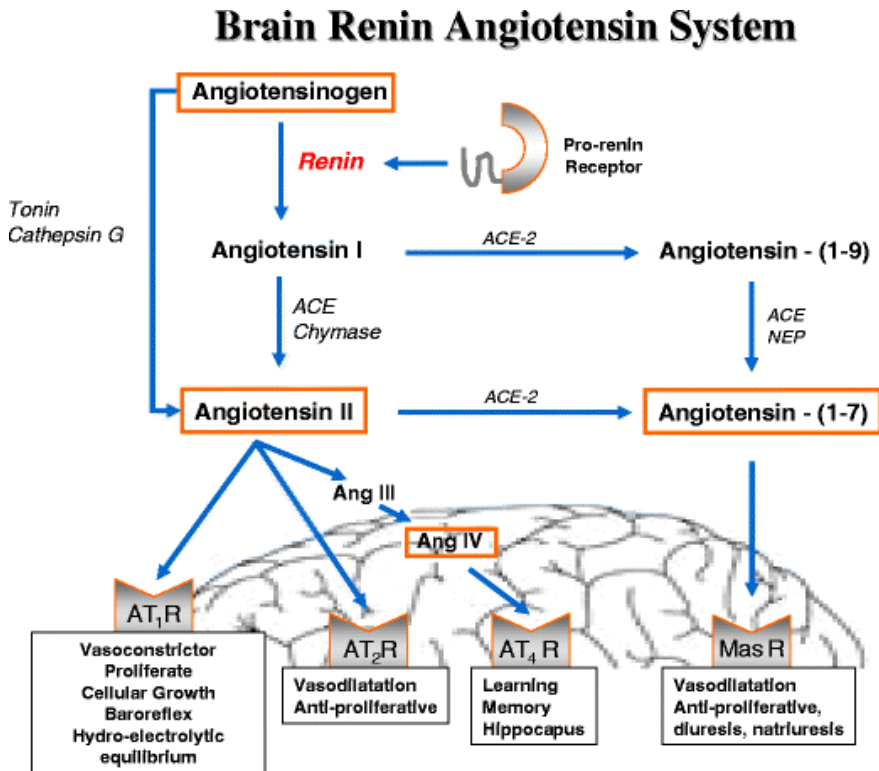 Brain Renin Angiotensin System
Angiotensinogen
Renin
Pro-renin
Receptor
Tonin
Cathepsin G
Angiotensin I
ACE-2
Angiotensin - (1-9)
ACE
Chymase
ACE
NEP
Angiotensin II
ACE-2
Angiotensin - (1-7)
Ang III
Ang IV
AT1R
AT2R
AT4 R
Mas R
Vasoconstrictor
Proliferate
Cellular Growth
Baroreflex
Hydro-electrolytic
equilibrium
Vasodilatation
Anti-proliferative
Learning
Memory
Hippocapus
Vasodilatation
Anti-proliferative,
diuresis, natriuresis